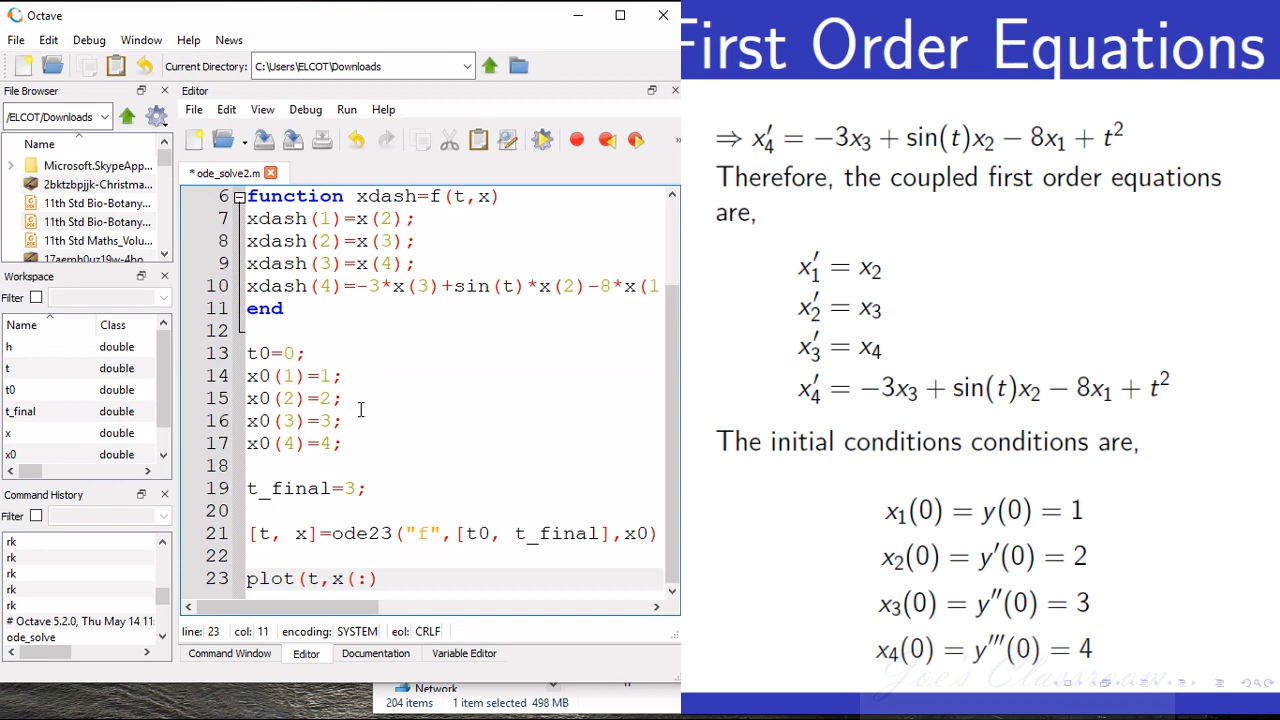 Octave
File Edit Debug Window Help News
Current Directory: C:\Users\ELCOT\Downloads
File Browser
/ELCOT/Downloads
Name
Microsoft.SkypeApp...
2bktzbpjjk-Christma...
11th Std Bio-Botany...
11th Std Bio-Botany...
11th Std Maths_Volu...
17aemh0uz19-4bo...
Workspace
Filter
Name Class
h double
t double
t0 double
t_final double
x double
x0 double
Command History
Filter
rk
rk
rk
rk
rk
# Octave 5.2.0, Thu May 14 11:
ode_solve
Editor
File Edit View Debug Run Help
* ode_solve2.m
6 function xdash=f(t,x)
7 xdash(1)=x(2);
8 xdash(2)=x(3);
9 xdash(3)=x(4);
10 xdash(4)=-3*x(3)+sin(t)*x(2)-8*x(1
11 end
12
13 t0=0;
14 x0(1)=1;
15 x0(2)=2;
16 x0(3)=3;
17 x0(4)=4;
18
19 t_final=3;
20
21 [t, x]=ode23("f",[t0, t_final],x0)
22
23 plot(t,x(:)
line: 23 col: 11 encoding: SYSTEM eol: CRLF
Command Window Editor Documentation Variable Editor
Network
204 items 1 item selected 498 MB
First Order Equations
⇒ x₄′ = −3x₃ + sin(t)x₂ − 8x₁ + t²
Therefore, the coupled first order equations
are,
x₁′ = x₂
x₂′ = x₃
x₃′ = x₄
x₄′ = −3x₃ + sin(t)x₂ − 8x₁ + t²
The initial conditions conditions are,
x₁(0) = y(0) = 1
x₂(0) = y′(0) = 2
x₃(0) = y″(0) = 3
x₄(0) = y‴(0) = 4
Joe's Classroom